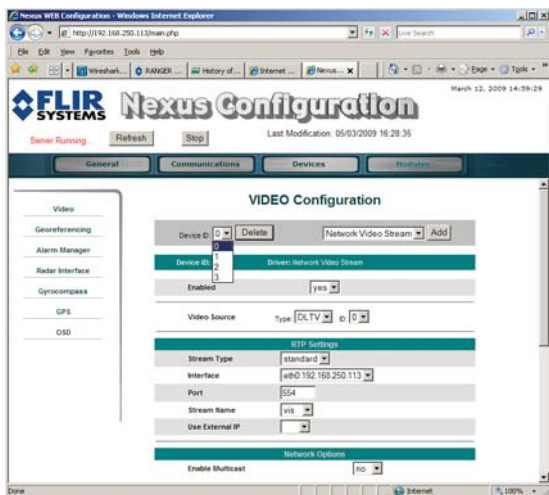 Nexus WEB Configuration - Windows Internet Explorer
http://192.168.250.113/main.php
Live Search
File Edit View Favorites Tools Help
Wireshark... RANGER ... History of... Internet ... Nexus... Page Tools
FLIR SYSTEMS
Nexus Configuration
March 12, 2009 14:59:29
Server Running... Refresh Stop Last Modification: 05/03/2009 16:28:35
General Communications Devices Modules
VIDEO Configuration
Video
Georeferencing
Alarm Manager
Radar Interface
Gyrocompass
GPS
OSD
Device ID: 0 Delete Network Video Stream Add
0
1
2
3
Device ID: Driver: Network Video Stream
Enabled yes
Video Source Type: DLTV ID: 0
RTP Settings
Stream Type standard
Interface eth0:192.168.250.113
Port 554
Stream Name vis
Use External IP
Network Options
Enable Multicast no
Done Internet 100%